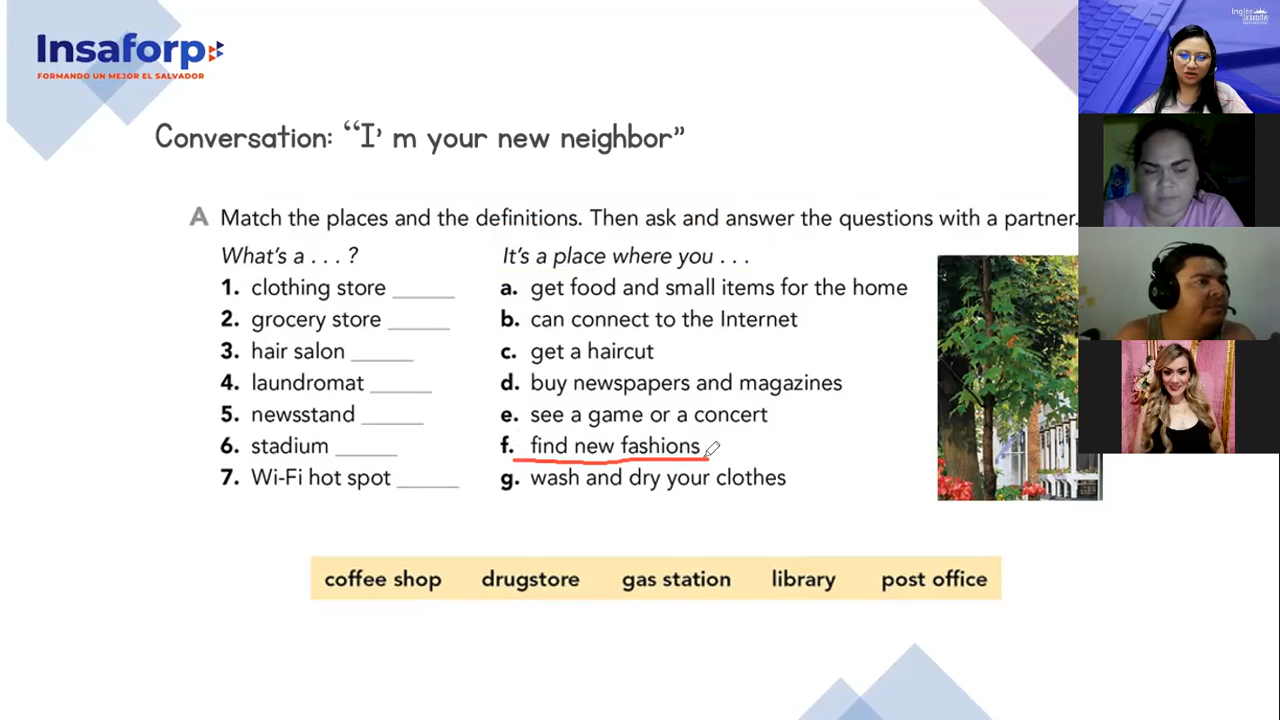 Insaforp
FORMANDO UN MEJOR EL SALVADOR
Inglés
Conversation: “I' m your new neighbor”
A Match the places and the definitions. Then ask and answer the questions with a partner.
What's a . . . ?
1. clothing store ______
2. grocery store ______
3. hair salon ______
4. laundromat ______
5. newsstand ______
6. stadium ______
7. Wi-Fi hot spot ______
It's a place where you . . .
a. get food and small items for the home
b. can connect to the Internet
c. get a haircut
d. buy newspapers and magazines
e. see a game or a concert
f. find new fashions
g. wash and dry your clothes
coffee shop drugstore gas station library post office